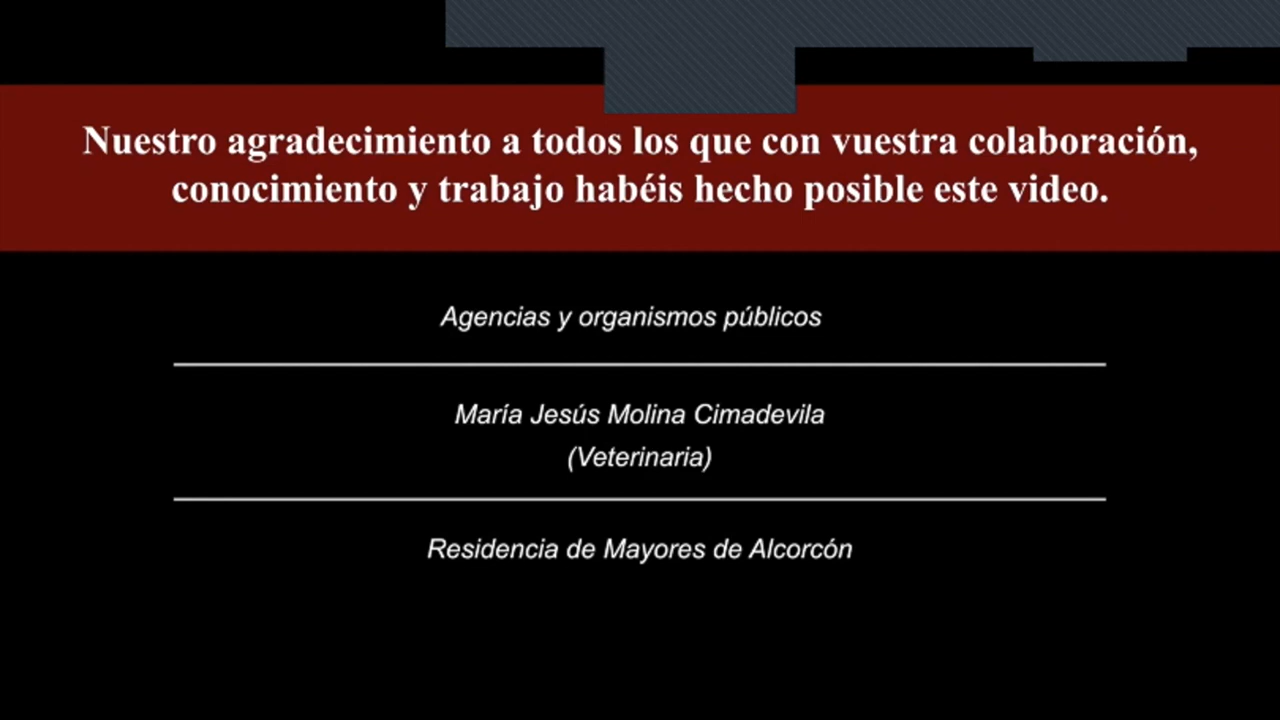 Nuestro agradecimiento a todos los que con vuestra colaboración,
conocimiento y trabajo habéis hecho posible este video.
Agencias y organismos públicos
María Jesús Molina Cimadevila
(Veterinaria)
Residencia de Mayores de Alcorcón